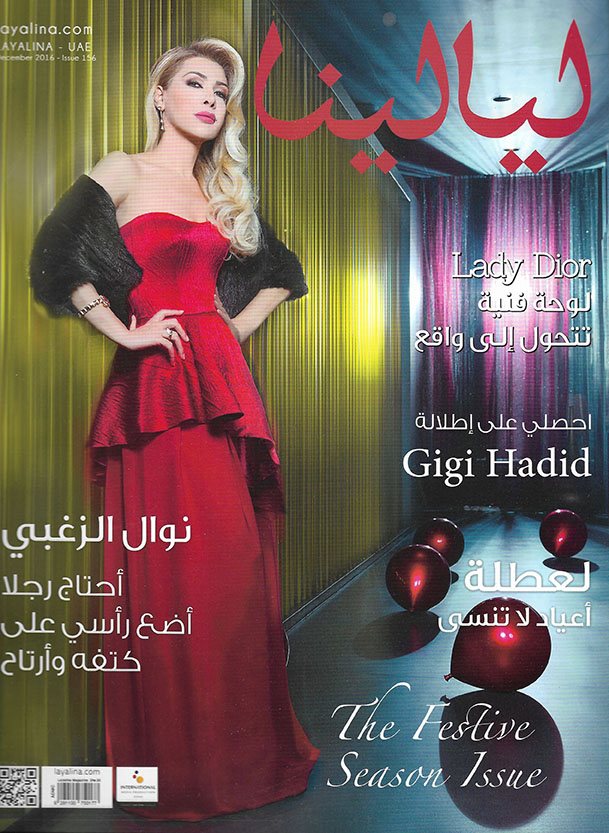 layalina.com
LAYALINA - UAE
December 2016 - Issue 156
ليالينا
Lady Dior
لوحة فنية
تتحول إلى واقع
احصلي على إطلالة
Gigi Hadid
نوال الزغبي
أحتاج رجلا
أضع رأسي على
كتفه وأرتاح
لعطلة
أعياد لا تنسى
The Festive
Season Issue
layalina.com
INTERNATIONAL